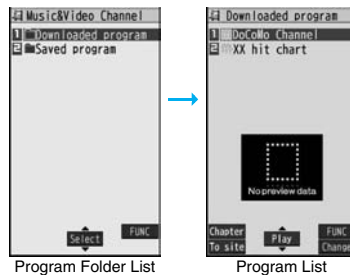 Music&Video Channel
1 Downloaded program
2 Saved program
FUNC
Select
Program Folder List
Downloaded program
1 DoCoMo Channel
2 XX hit chart
No preview data
Chapter
FUNC
Play
To site
Change
Program List